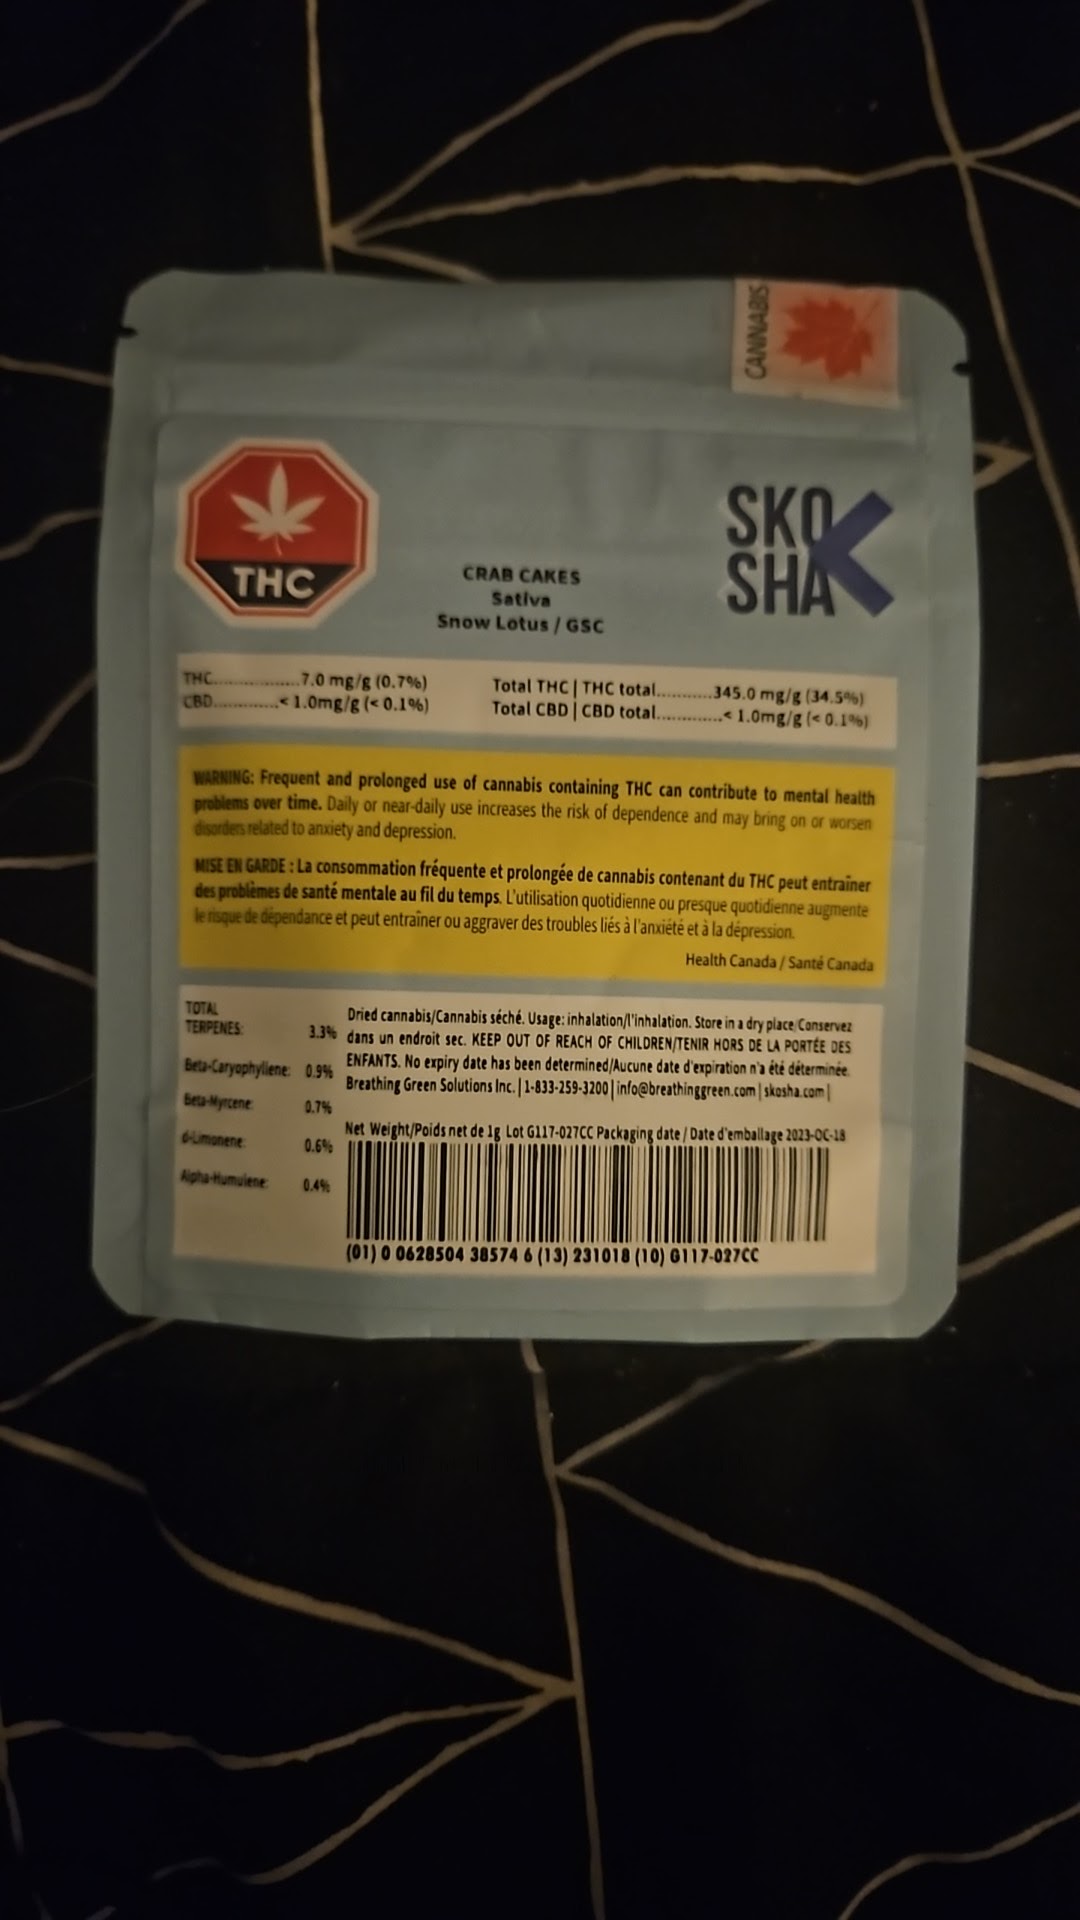 CANNABIS
THC
SKO
SHA
CRAB CAKES
Sativa
Snow Lotus / GSC
THC................7.0 mg/g (0.7%)
CBD............< 1.0mg/g (< 0.1%)
Total THC | THC total...........345.0 mg/g (34.5%)
Total CBD | CBD total.............< 1.0mg/g (< 0.1%)
WARNING: Frequent and prolonged use of cannabis containing THC can contribute to mental health
problems over time. Daily or near-daily use increases the risk of dependence and may bring on or worsen
disorders related to anxiety and depression.
MISE EN GARDE : La consommation fréquente et prolongée de cannabis contenant du THC peut entraîner
des problèmes de santé mentale au fil du temps. L'utilisation quotidienne ou presque quotidienne augmente
le risque de dépendance et peut entraîner ou aggraver des troubles liés à l'anxiété et à la dépression.
Health Canada / Santé Canada
TOTAL
TERPENES: 3.3%
Beta-Caryophyllene: 0.9%
Beta-Myrcene: 0.7%
d-Limonene: 0.6%
Alpha-Humulene: 0.4%
Dried cannabis/Cannabis séché. Usage: inhalation/l'inhalation. Store in a dry place/Conservez
dans un endroit sec. KEEP OUT OF REACH OF CHILDREN/TENIR HORS DE LA PORTÉE DES
ENFANTS. No expiry date has been determined/Aucune date d'expiration n'a été déterminée.
Breathing Green Solutions Inc. | 1-833-259-3200 | info@breathinggreen.com | skosha.com |
Net Weight/Poids net de 1g Lot G117-027CC Packaging date / Date d'emballage 2023-OC-18
(01) 0 0628504 38574 6 (13) 231018 (10) G117-027CC